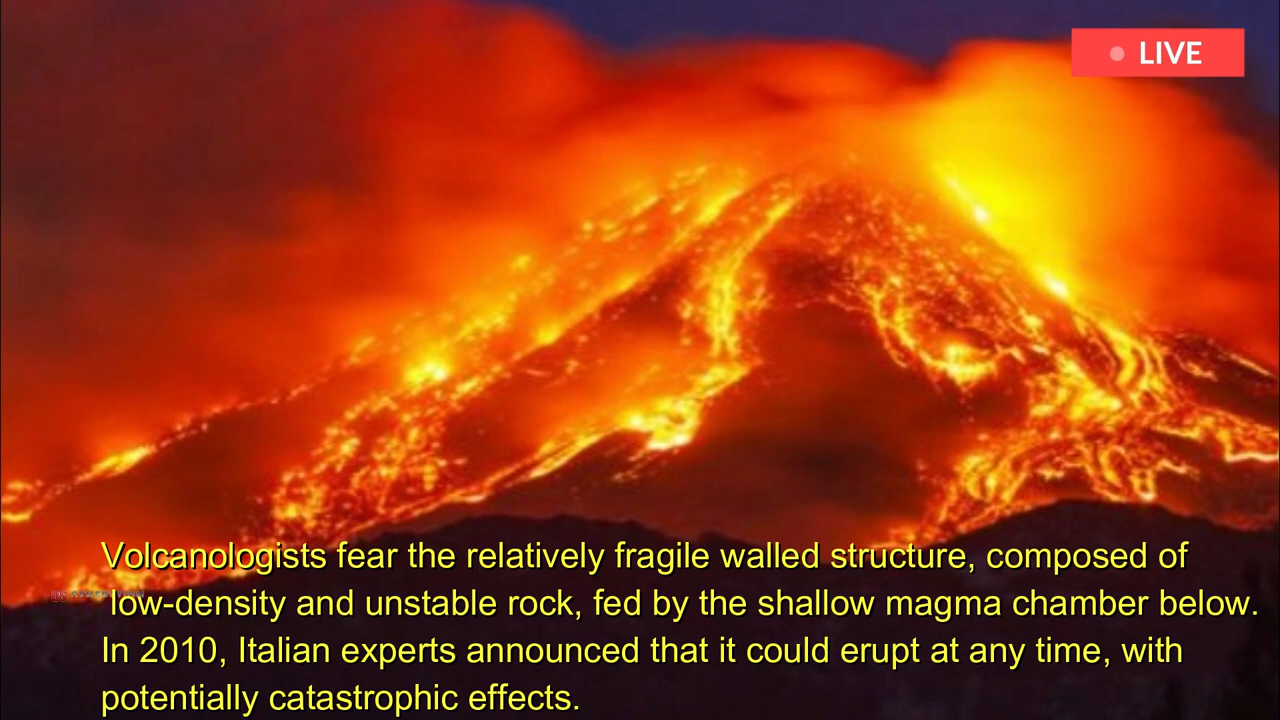 LIVE
Volcanologists fear the relatively fragile walled structure, composed of
low-density and unstable rock, fed by the shallow magma chamber below.
In 2010, Italian experts announced that it could erupt at any time, with
potentially catastrophic effects.